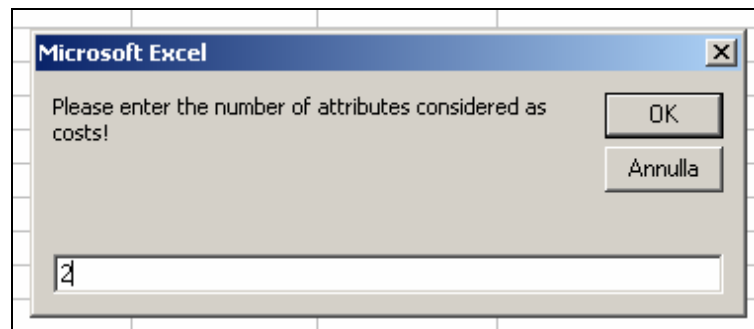 Microsoft Excel
Please enter the number of attributes considered as
costs!
OK
Annulla
2